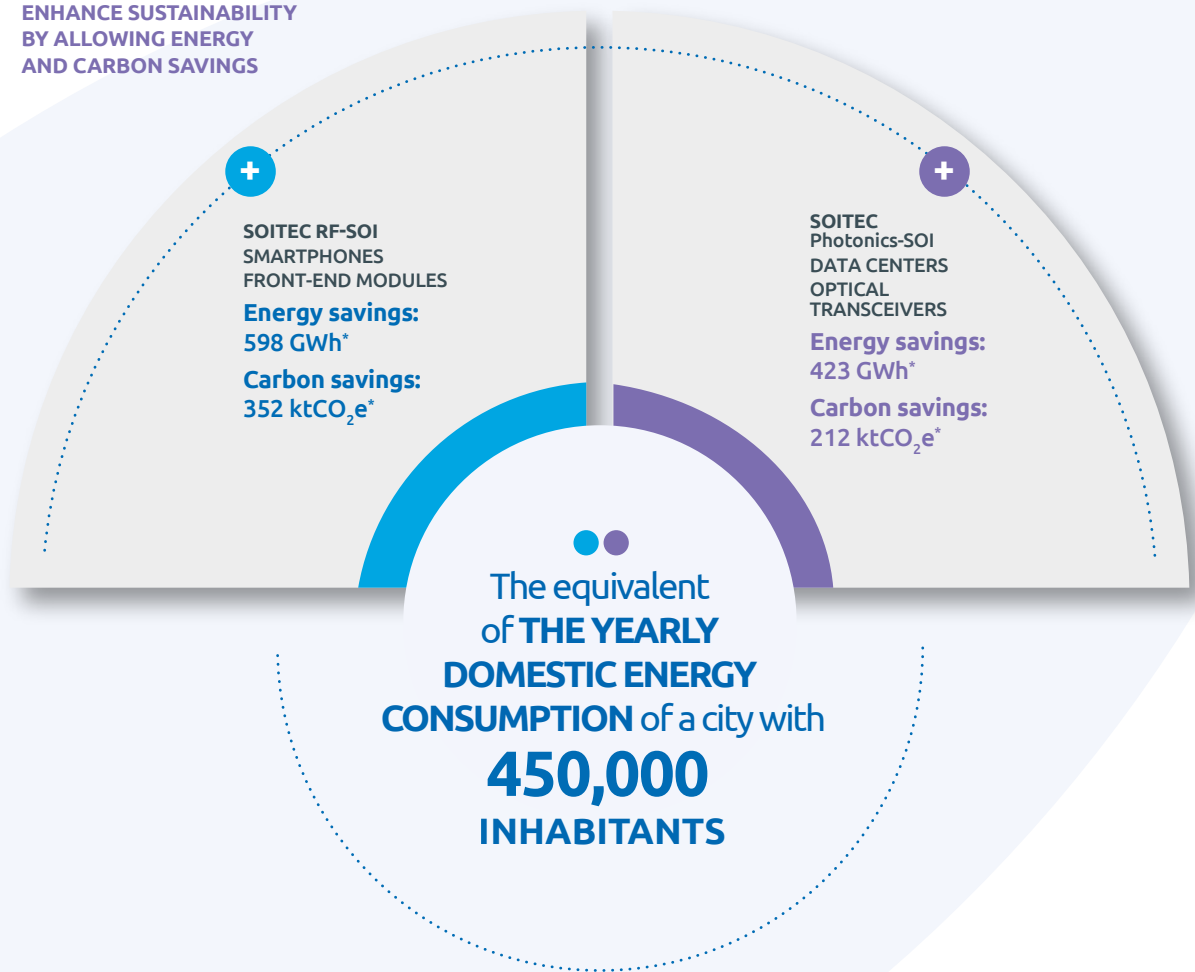 ENHANCE SUSTAINABILITY
BY ALLOWING ENERGY
AND CARBON SAVINGS
+
SOITEC RF-SOI
SMARTPHONES
FRONT-END MODULES
Energy savings:
598 GWh*
Carbon savings:
352 ktCO₂e*
+
SOITEC
Photonics-SOI
DATA CENTERS
OPTICAL
TRANSCEIVERS
Energy savings:
423 GWh*
Carbon savings:
212 ktCO₂e*
The equivalent
of THE YEARLY
DOMESTIC ENERGY
CONSUMPTION of a city with
450,000
INHABITANTS